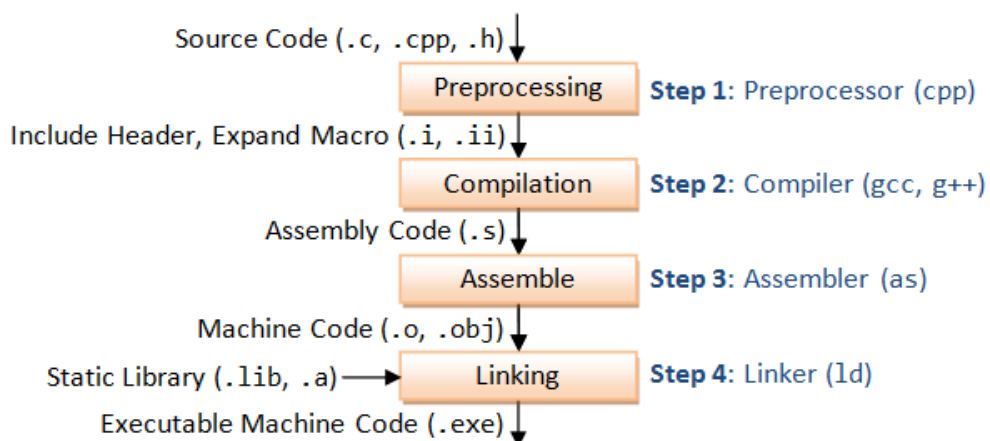 Source Code (.c, .cpp, .h)
Preprocessing
Step 1: Preprocessor (cpp)
Include Header, Expand Macro (.i, .ii)
Compilation
Step 2: Compiler (gcc, g++)
Assembly Code (.s)
Assemble
Step 3: Assembler (as)
Machine Code (.o, .obj)
Static Library (.lib, .a)
Linking
Step 4: Linker (ld)
Executable Machine Code (.exe)